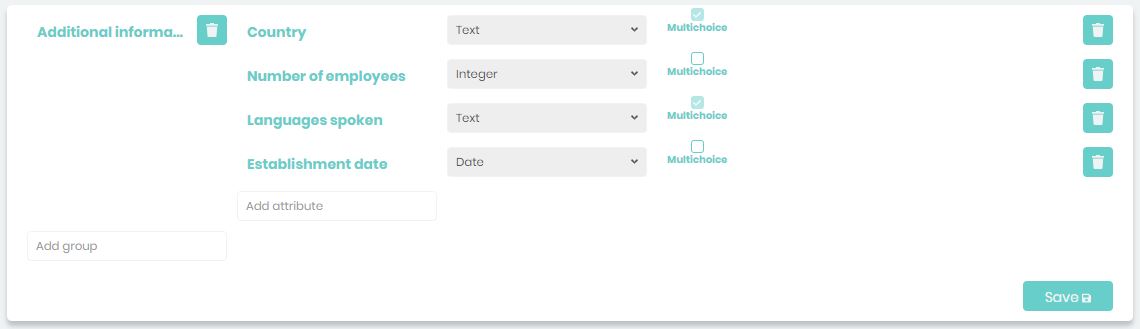 Additional informa...
Country
Text
Multichoice
Number of employees
Integer
Multichoice
Languages spoken
Text
Multichoice
Establishment date
Date
Multichoice
Add attribute
Add group
Save